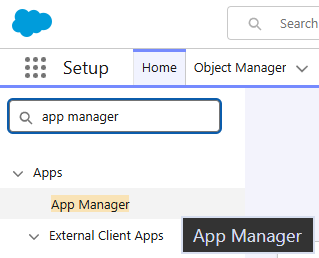 Search
Setup
Home
Object Manager
app manager
Apps
App Manager
External Client Apps
App Manager